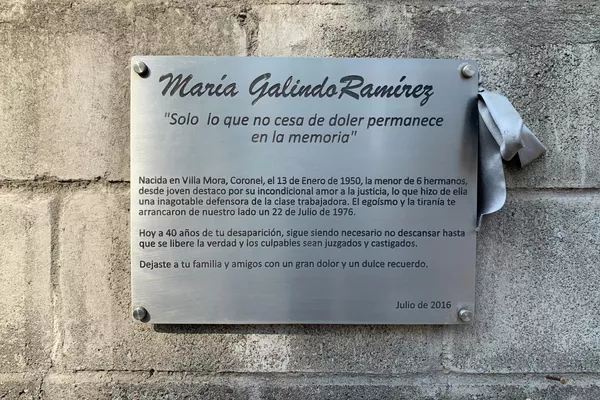 María Galindo Ramírez
"Solo lo que no cesa de doler permanece
en la memoria"
Nacida en Villa Mora, Coronel, el 13 de Enero de 1950, la menor de 6 hermanos,
desde joven destaco por su incondicional amor a la justicia, lo que hizo de ella
una inagotable defensora de la clase trabajadora. El egoísmo y la tiranía te
arrancaron de nuestro lado un 22 de Julio de 1976.
Hoy a 40 años de tu desaparición, sigue siendo necesario no descansar hasta
que se libere la verdad y los culpables sean juzgados y castigados.
Dejaste a tu familia y amigos con un gran dolor y un dulce recuerdo.
Julio de 2016